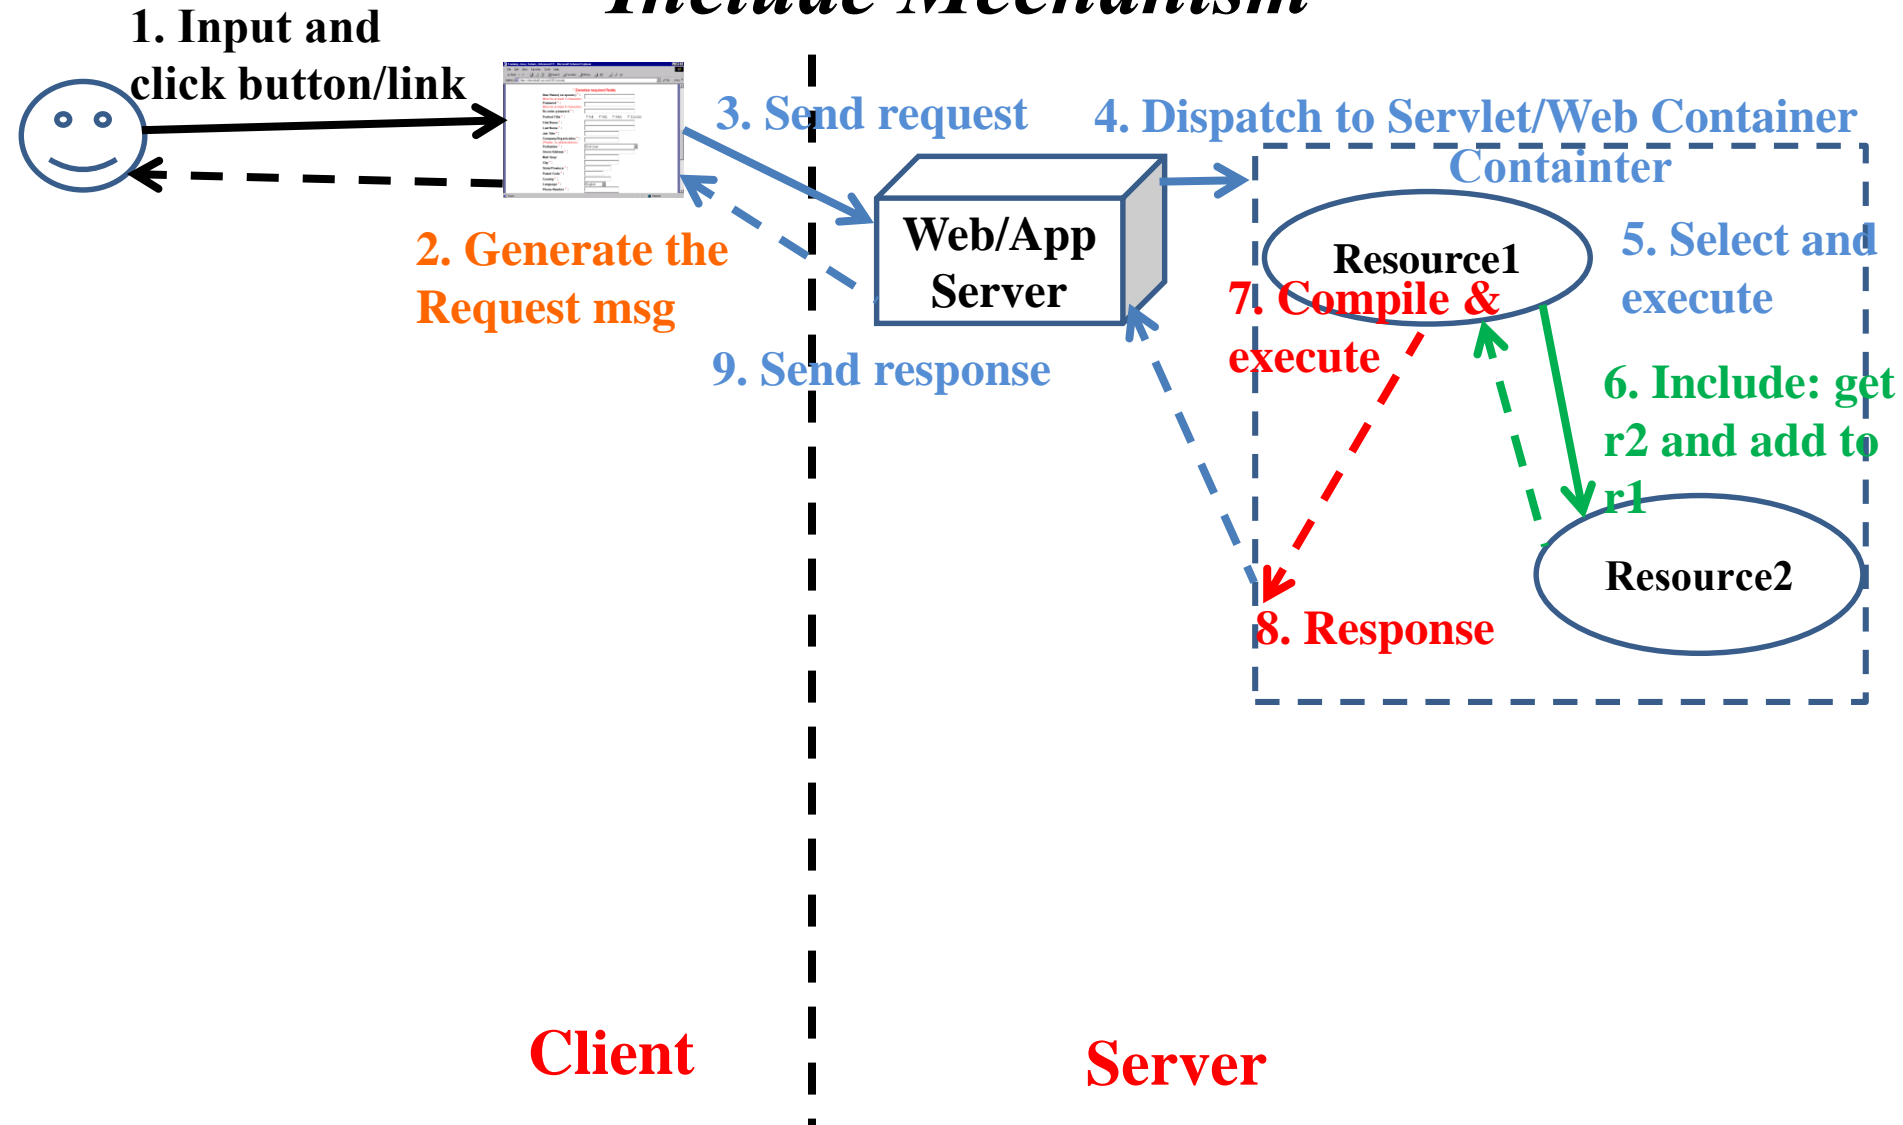 Include Mechanism
1. Input and
click button/link
3. Send request
4. Dispatch to Servlet/Web Container
Containter
2. Generate the
Request msg
Web/App
Server
Resource1
5. Select and
execute
7. Compile &
execute
9. Send response
6. Include: get
r2 and add to
r1
Resource2
8. Response
Client
Server